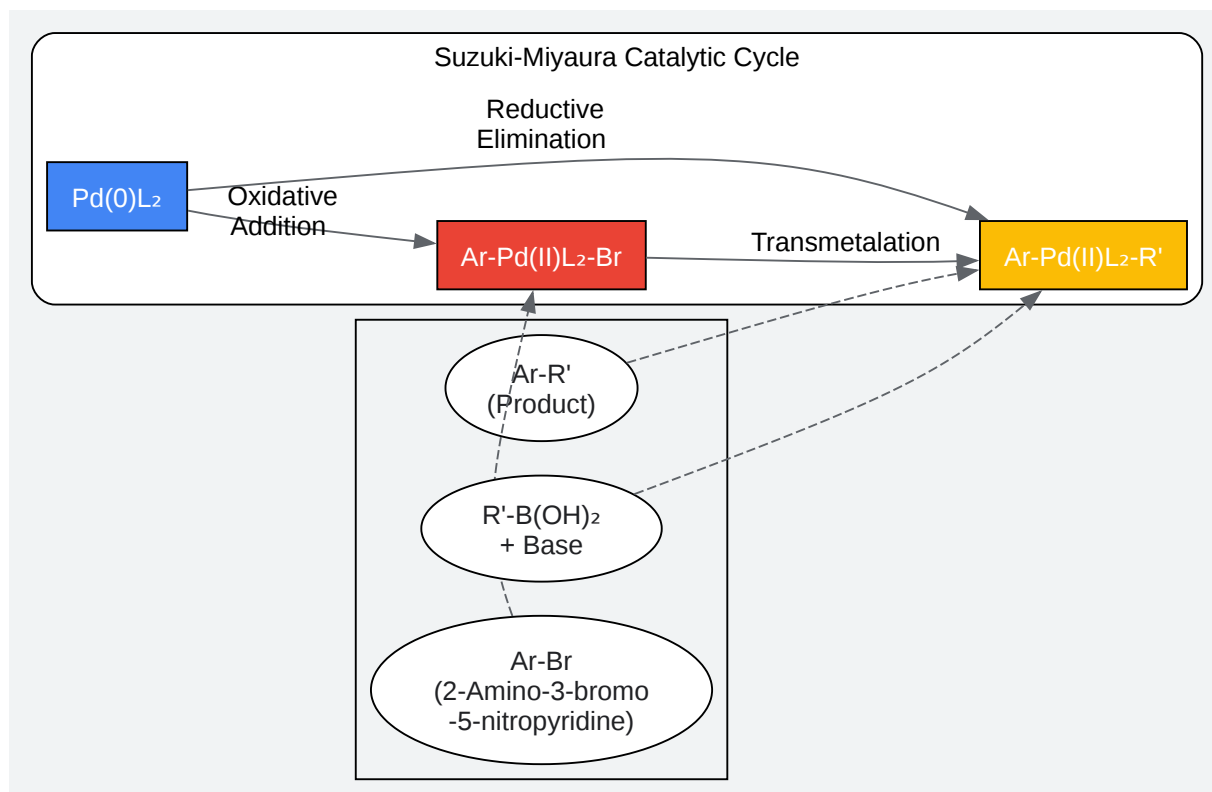 Suzuki-Miyaura Catalytic Cycle
Reductive
Elimination
Pd(0)L₂
Oxidative
Addition
Ar-Pd(II)L₂-Br
Transmetalation
Ar-Pd(II)L₂-R'
Ar-R'
(Product)
R'-B(OH)₂
+ Base
Ar-Br
(2-Amino-3-bromo
-5-nitropyridine)